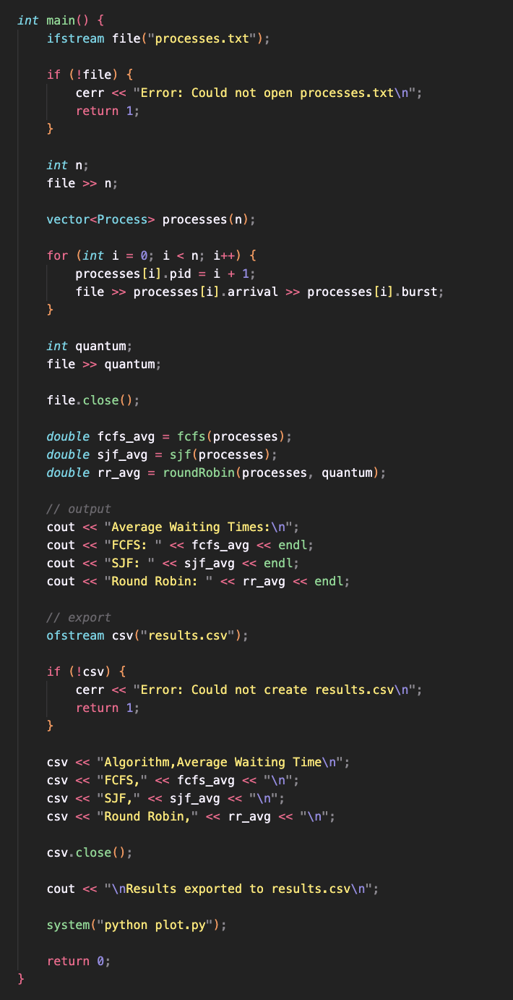 int main() {
    ifstream file("processes.txt");

    if (!file) {
        cerr << "Error: Could not open processes.txt\n";
        return 1;
    }

    int n;
    file >> n;

    vector<Process> processes(n);

    for (int i = 0; i < n; i++) {
        processes[i].pid = i + 1;
        file >> processes[i].arrival >> processes[i].burst;
    }

    int quantum;
    file >> quantum;

    file.close();

    double fcfs_avg = fcfs(processes);
    double sjf_avg = sjf(processes);
    double rr_avg = roundRobin(processes, quantum);

    // output
    cout << "Average Waiting Times:\n";
    cout << "FCFS: " << fcfs_avg << endl;
    cout << "SJF: " << sjf_avg << endl;
    cout << "Round Robin: " << rr_avg << endl;

    // export
    ofstream csv("results.csv");

    if (!csv) {
        cerr << "Error: Could not create results.csv\n";
        return 1;
    }

    csv << "Algorithm,Average Waiting Time\n";
    csv << "FCFS," << fcfs_avg << "\n";
    csv << "SJF," << sjf_avg << "\n";
    csv << "Round Robin," << rr_avg << "\n";

    csv.close();

    cout << "\nResults exported to results.csv\n";

    system("python plot.py");

    return 0;
}